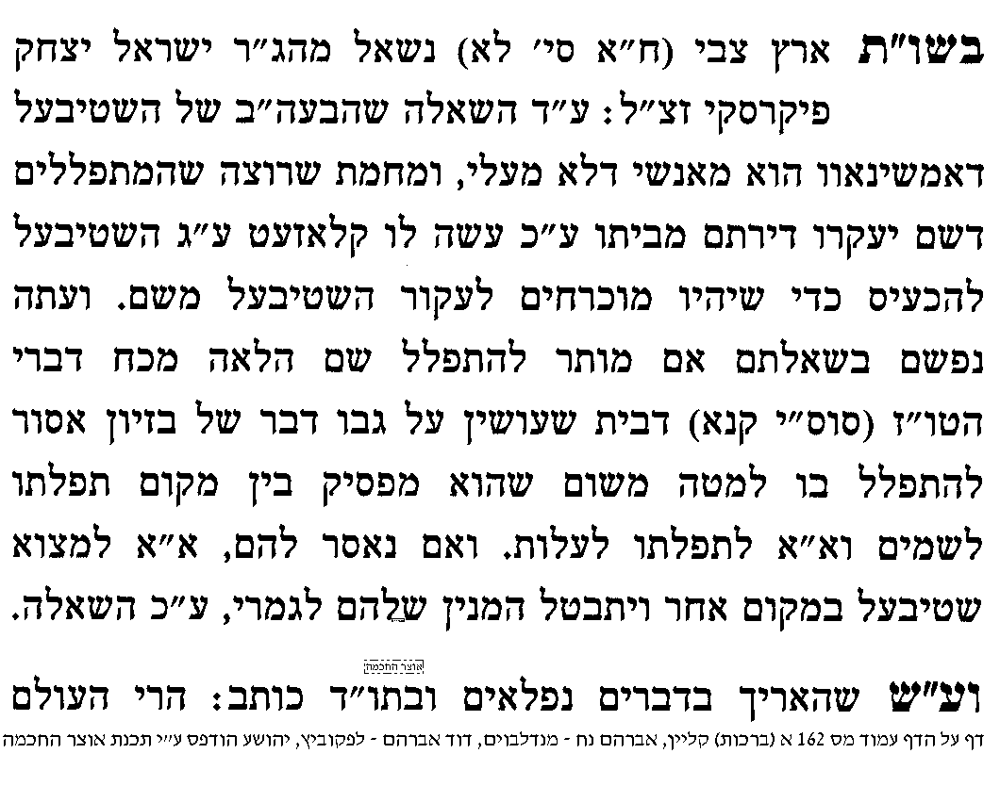 בשו״ת ארץ צבי (ח״א סי׳ לא) נשאל מהג״ר ישראל יצחק
פיקרסקי זצ״ל: ע״ד השאלה שהבעה״ב של השטיבעל
דאמשינאוו הוא מאנשי דלא מעלי, ומחמת שרוצה שהמתפללים
דשם יעקרו דירתם מביתו ע״כ עשה לו קלאזעט ע״ג השטיבעל
להכעיס כדי שיהיו מוכרחים לעקור השטיבעל משם. ועתה
נפשם בשאלתם אם מותר להתפלל שם הלאה מכח דברי
הטו״ז (סוס״י קנא) דבית שעושין על גבו דבר של בזיון אסור
להתפלל בו למטה משום שהוא מפסיק בין מקום תפלתו
לשמים וא״א לתפלתו לעלות. ואם נאסר להם, א״א למצוא
שטיבעל במקום אחר ויתבטל המנין שלהם לגמרי, ע״כ השאלה.
אוצר החכמה
וע״ש שהאריך בדברים נפלאים ובתו״ד כותב: הרי העולם
דף על הדף עמוד מס 162 א (ברכות) קליין, אברהם נח - מנדלבוים, דוד אברהם - לפקוביץ, יהושע הודפס ע״י תכנת אוצר החכמה